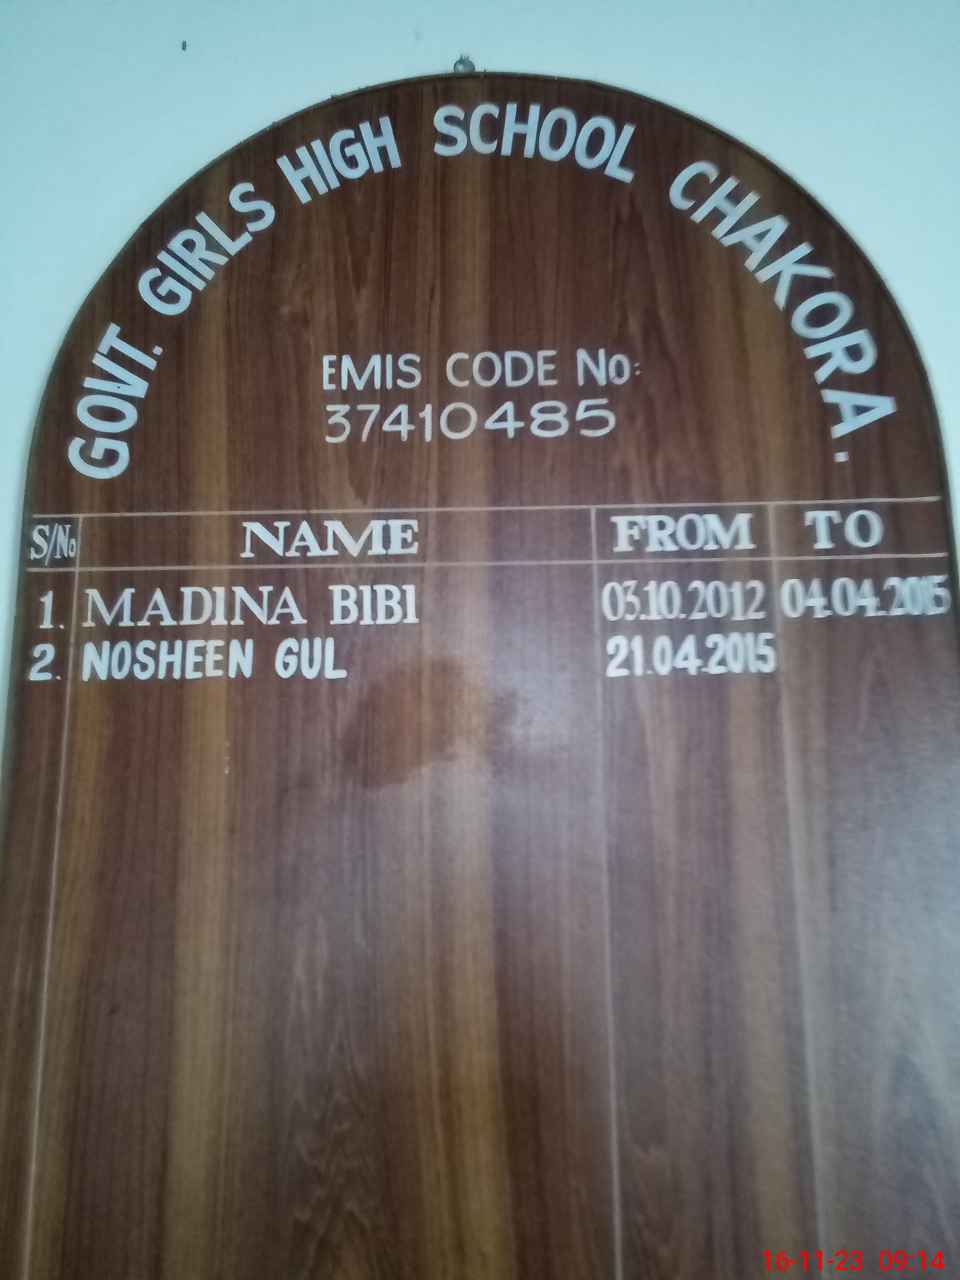 GOVT. GIRLS HIGH SCHOOL CHAKORA.
EMIS CODE No:
37410485
S/No NAME FROM TO
1. MADINA BIBI 03.10.2012 04.04.2015
2. NOSHEEN GUL 21.04.2015
16-11-23 09:14